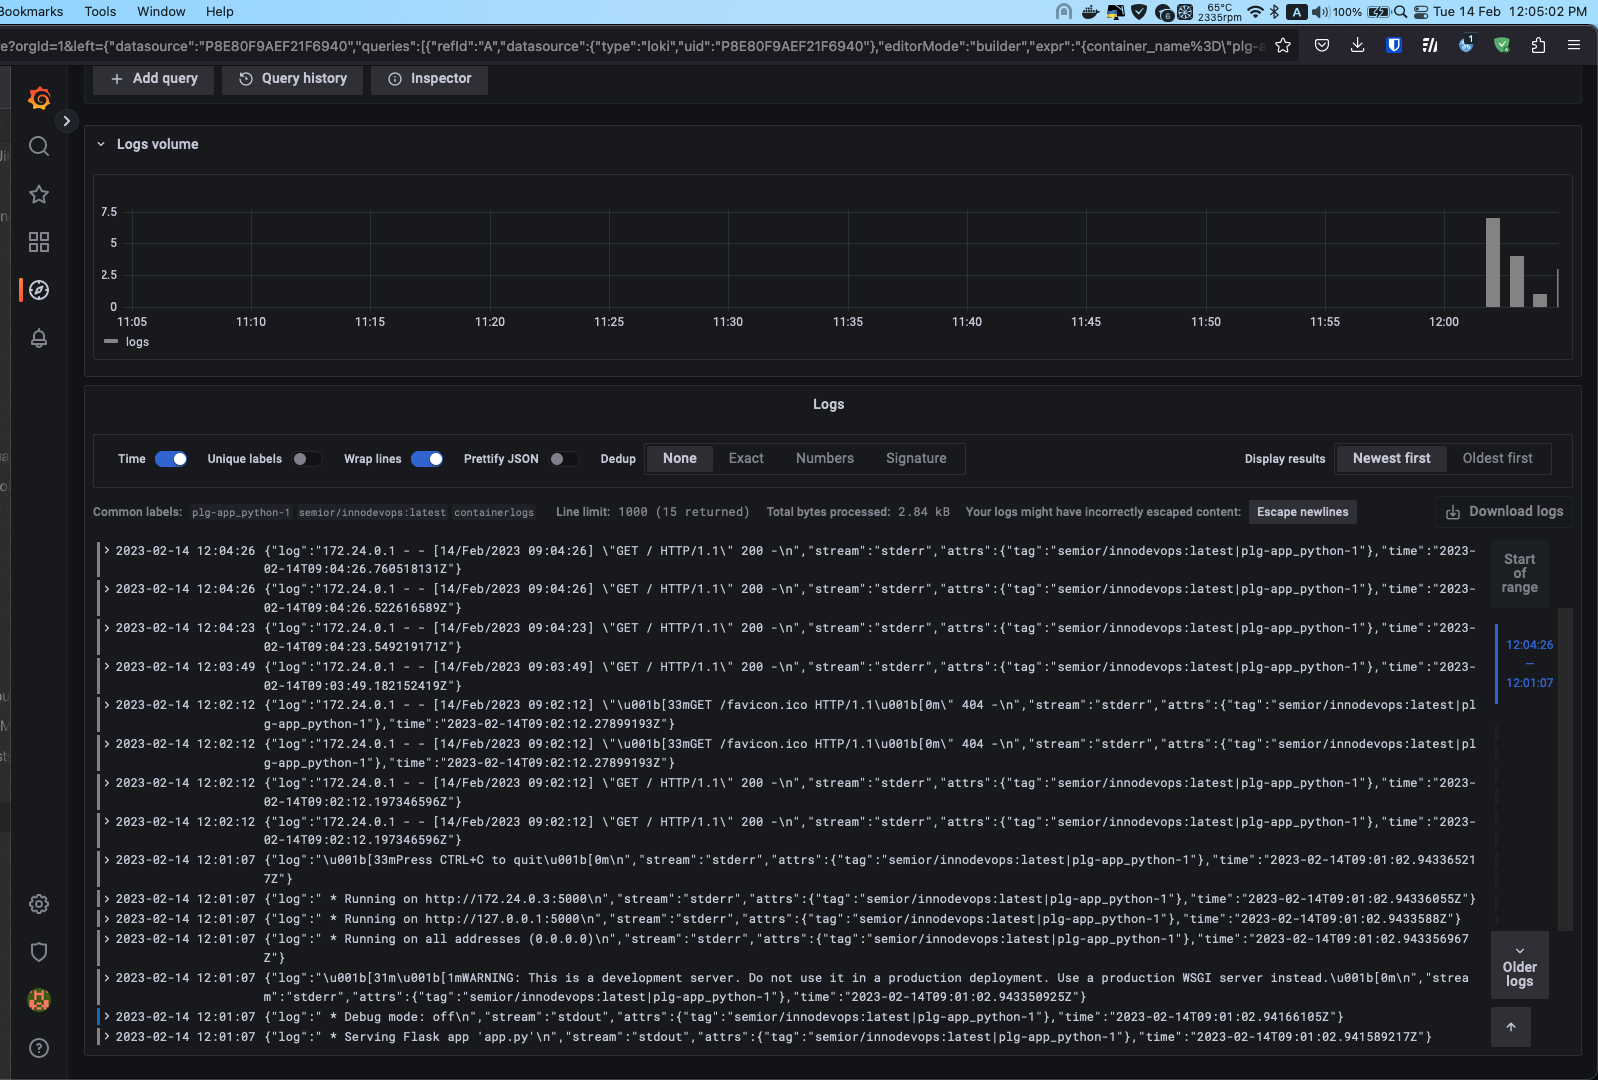 Bookmarks Tools Window Help 65°C 2335rpm A 100% Tue 14 Feb 12:05:02 PM
e?orgId=1&left={"datasource":"P8E80F9AEF21F6940","queries":[{"refId":"A","datasource":{"type":"loki","uid":"P8E80F9AEF21F6940"},"editorMode":"builder","expr":"{container_name%3D\"plg-a
Add query Query history Inspector
Logs volume
7.5
5
2.5
0
11:05 11:10 11:15 11:20 11:25 11:30 11:35 11:40 11:45 11:50 11:55 12:00
logs
Logs
Time Unique labels Wrap lines Prettify JSON Dedup None Exact Numbers Signature Display results Newest first Oldest first
Common labels: plg-app_python-1 semior/innodevops:latest containerlogs Line limit: 1000 (15 returned) Total bytes processed: 2.84 kB Your logs might have incorrectly escaped content: Escape newlines Download logs
2023-02-14 12:04:26 {"log":"172.24.0.1 - - [14/Feb/2023 09:04:26] \"GET / HTTP/1.1\" 200 -\n","stream":"stderr","attrs":{"tag":"semior/innodevops:latest|plg-app_python-1"},"time":"2023-
02-14T09:04:26.760518131Z"}
2023-02-14 12:04:26 {"log":"172.24.0.1 - - [14/Feb/2023 09:04:26] \"GET / HTTP/1.1\" 200 -\n","stream":"stderr","attrs":{"tag":"semior/innodevops:latest|plg-app_python-1"},"time":"2023-
02-14T09:04:26.522616589Z"}
2023-02-14 12:04:23 {"log":"172.24.0.1 - - [14/Feb/2023 09:04:23] \"GET / HTTP/1.1\" 200 -\n","stream":"stderr","attrs":{"tag":"semior/innodevops:latest|plg-app_python-1"},"time":"2023-
02-14T09:04:23.549219171Z"}
2023-02-14 12:03:49 {"log":"172.24.0.1 - - [14/Feb/2023 09:03:49] \"GET / HTTP/1.1\" 200 -\n","stream":"stderr","attrs":{"tag":"semior/innodevops:latest|plg-app_python-1"},"time":"2023-
02-14T09:03:49.182152419Z"}
2023-02-14 12:02:12 {"log":"172.24.0.1 - - [14/Feb/2023 09:02:12] \"\u001b[33mGET /favicon.ico HTTP/1.1\u001b[0m\" 404 -\n","stream":"stderr","attrs":{"tag":"semior/innodevops:latest|pl
g-app_python-1"},"time":"2023-02-14T09:02:12.27899193Z"}
2023-02-14 12:02:12 {"log":"172.24.0.1 - - [14/Feb/2023 09:02:12] \"\u001b[33mGET /favicon.ico HTTP/1.1\u001b[0m\" 404 -\n","stream":"stderr","attrs":{"tag":"semior/innodevops:latest|pl
g-app_python-1"},"time":"2023-02-14T09:02:12.27899193Z"}
2023-02-14 12:02:12 {"log":"172.24.0.1 - - [14/Feb/2023 09:02:12] \"GET / HTTP/1.1\" 200 -\n","stream":"stderr","attrs":{"tag":"semior/innodevops:latest|plg-app_python-1"},"time":"2023-
02-14T09:02:12.197346596Z"}
2023-02-14 12:02:12 {"log":"172.24.0.1 - - [14/Feb/2023 09:02:12] \"GET / HTTP/1.1\" 200 -\n","stream":"stderr","attrs":{"tag":"semior/innodevops:latest|plg-app_python-1"},"time":"2023-
02-14T09:02:12.197346596Z"}
2023-02-14 12:01:07 {"log":"\u001b[33mPress CTRL+C to quit\u001b[0m\n","stream":"stderr","attrs":{"tag":"semior/innodevops:latest|plg-app_python-1"},"time":"2023-02-14T09:01:02.94336521
7Z"}
2023-02-14 12:01:07 {"log":" * Running on http://172.24.0.3:5000\n","stream":"stderr","attrs":{"tag":"semior/innodevops:latest|plg-app_python-1"},"time":"2023-02-14T09:01:02.94336055Z"}
2023-02-14 12:01:07 {"log":" * Running on http://127.0.0.1:5000\n","stream":"stderr","attrs":{"tag":"semior/innodevops:latest|plg-app_python-1"},"time":"2023-02-14T09:01:02.9433588Z"}
2023-02-14 12:01:07 {"log":" * Running on all addresses (0.0.0.0)\n","stream":"stderr","attrs":{"tag":"semior/innodevops:latest|plg-app_python-1"},"time":"2023-02-14T09:01:02.943356967
Z"}
2023-02-14 12:01:07 {"log":"\u001b[31m\u001b[1mWARNING: This is a development server. Do not use it in a production deployment. Use a production WSGI server instead.\u001b[0m\n","strea
m":"stderr","attrs":{"tag":"semior/innodevops:latest|plg-app_python-1"},"time":"2023-02-14T09:01:02.943350925Z"}
2023-02-14 12:01:07 {"log":" * Debug mode: off\n","stream":"stdout","attrs":{"tag":"semior/innodevops:latest|plg-app_python-1"},"time":"2023-02-14T09:01:02.94166105Z"}
2023-02-14 12:01:07 {"log":" * Serving Flask app 'app.py'\n","stream":"stdout","attrs":{"tag":"semior/innodevops:latest|plg-app_python-1"},"time":"2023-02-14T09:01:02.941589217Z"}
Start
of
range
12:04:26
—
12:01:07
Older
logs